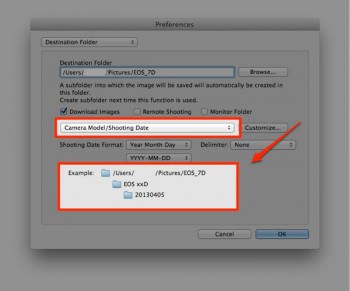 Preferences
Destination Folder
Destination Folder
/Users/ /Pictures/EOS_7D
Browse...
A subfolder into which the image will be saved will automatically be created in
this folder.
Create subfolder next time this function is used.
Download Images Remote Shooting Monitor Folder
Camera Model/Shooting Date
Customize...
Shooting Date Format: Year Month Day Delimiter: None
YYYY-MM-DD
Example: /Users/ /Pictures/EOS_7D
EOS xxD
20130405
Cancel OK